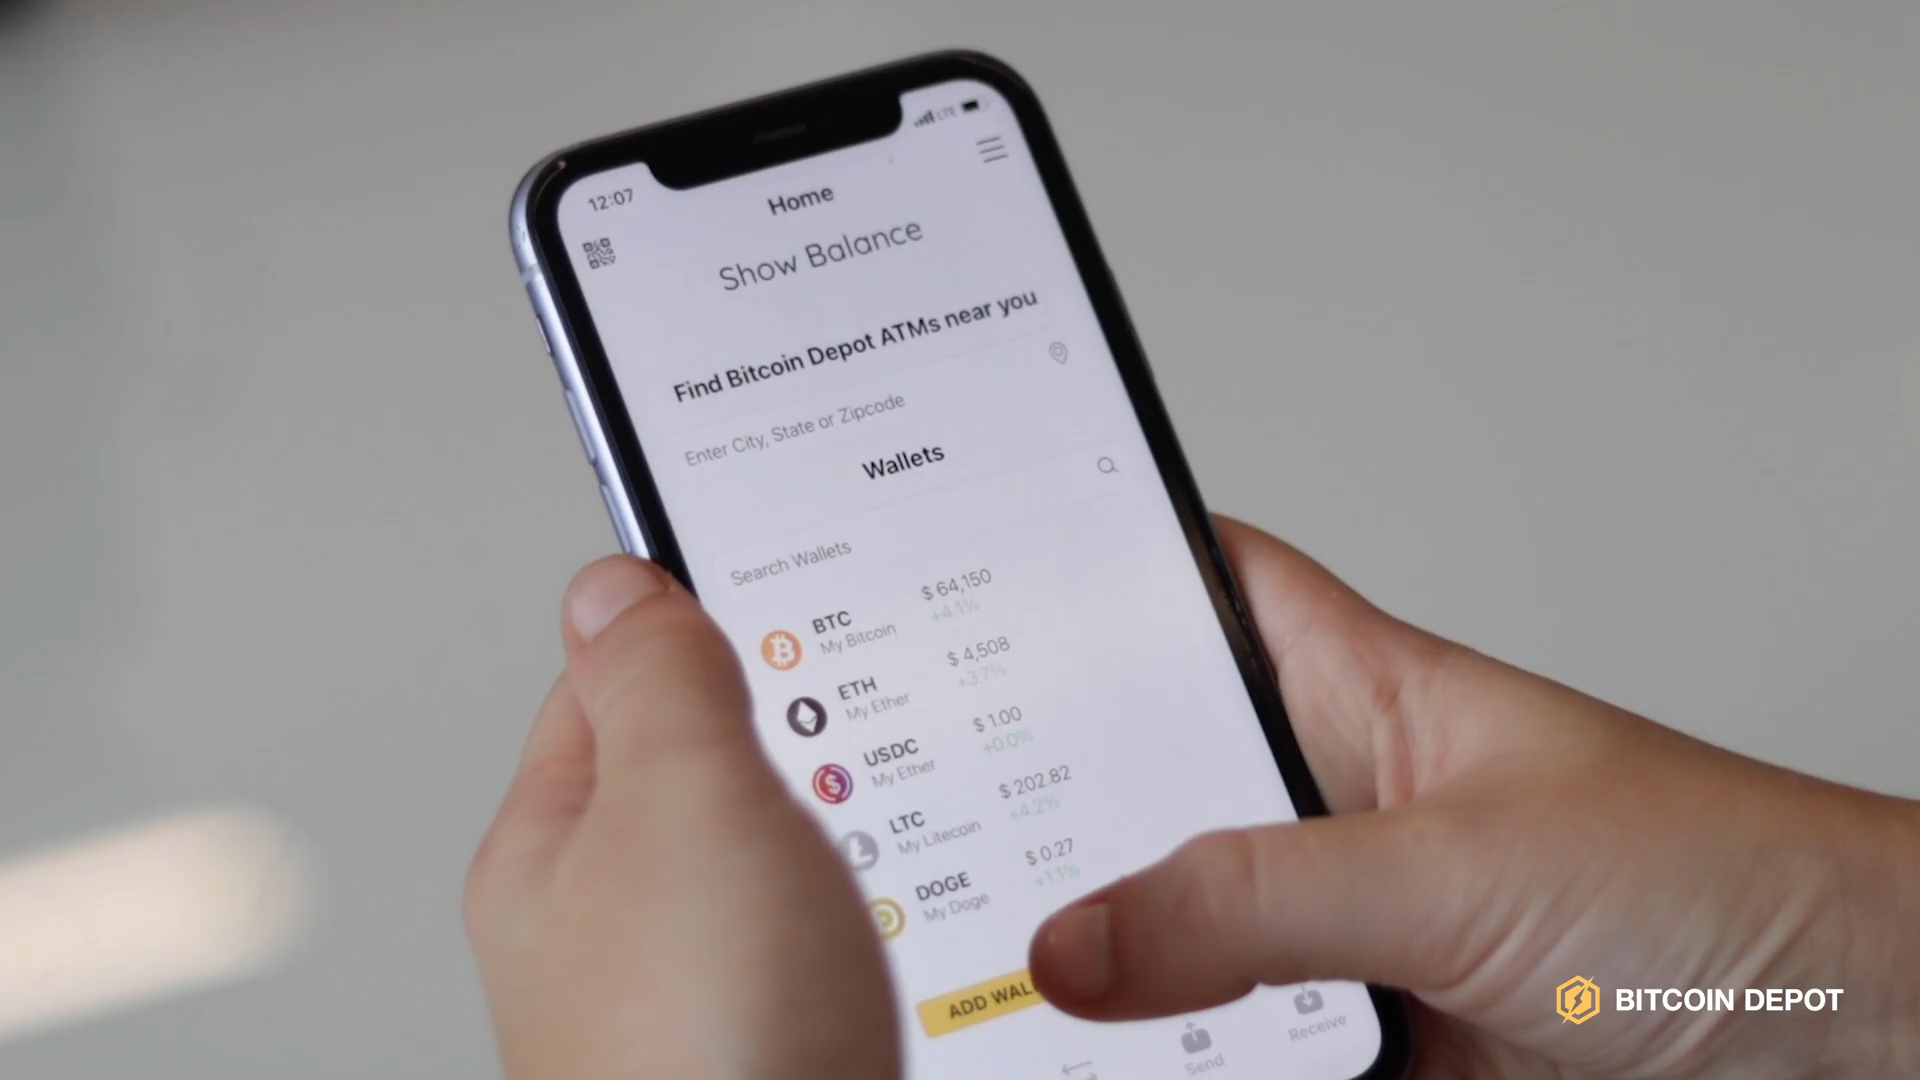 12:07
LTE
Home
Show Balance
Find Bitcoin Depot ATMs near you
Enter City, State or Zipcode
Wallets
Search Wallets
BTC
My Bitcoin
$ 64,150
+4.1%
ETH
My Ether
$ 4,508
+3.7%
USDC
My Ether
$ 1.00
+0.0%
LTC
My Litecoin
$ 202.82
+4.2%
DOGE
My Doge
$ 0.27
+1.1%
ADD
Send
Receive
BITCOIN DEPOT